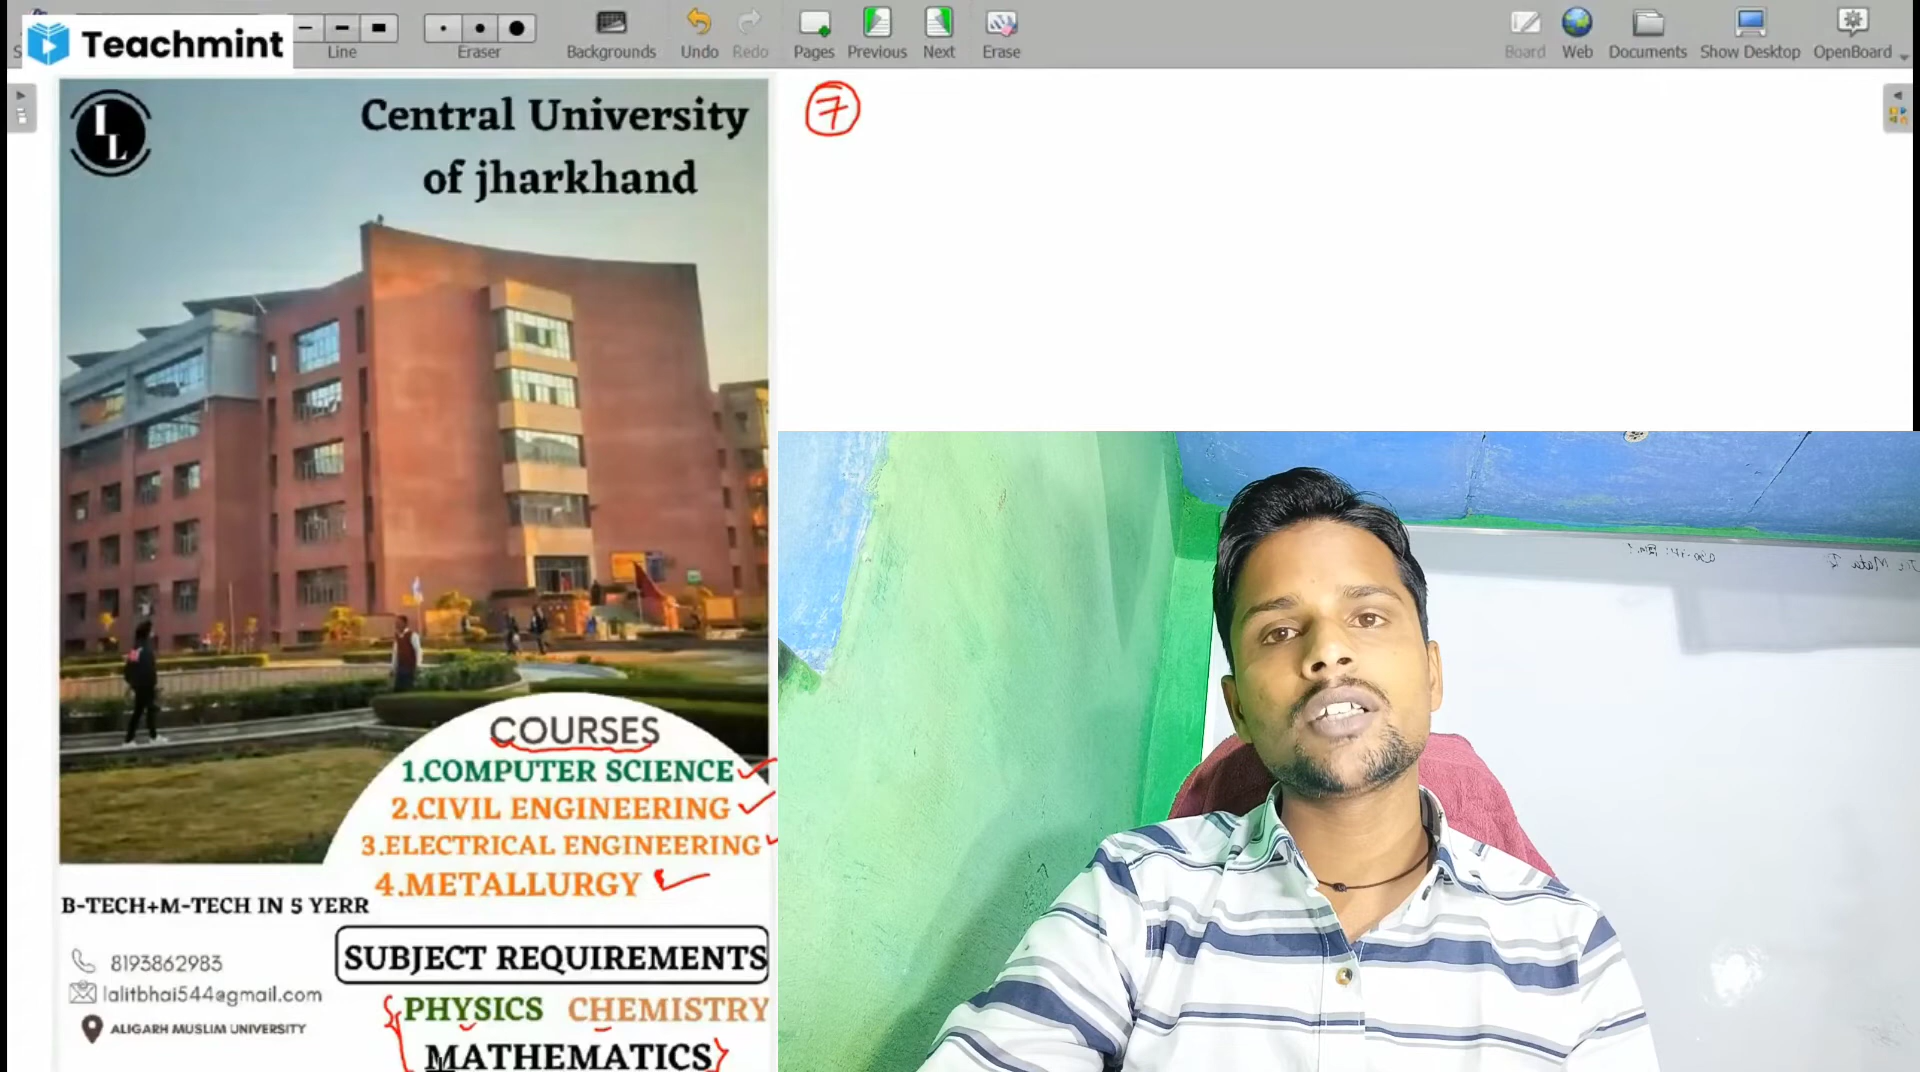 Teachmint
Line
Eraser
Backgrounds
Undo
Redo
Pages
Previous
Next
Erase
Board
Web
Documents
Show Desktop
OpenBoard
I
L
Central University
of jharkhand
7
COURSES
1.COMPUTER SCIENCE
2.CIVIL ENGINEERING
3.ELECTRICAL ENGINEERING
4.METALLURGY
B-TECH+M-TECH IN 5 YERR
8193862983
lalitbhai544@gmail.com
ALIGARH MUSLIM UNIVERSITY
SUBJECT REQUIREMENTS
PHYSICS CHEMISTRY
MATHEMATICS